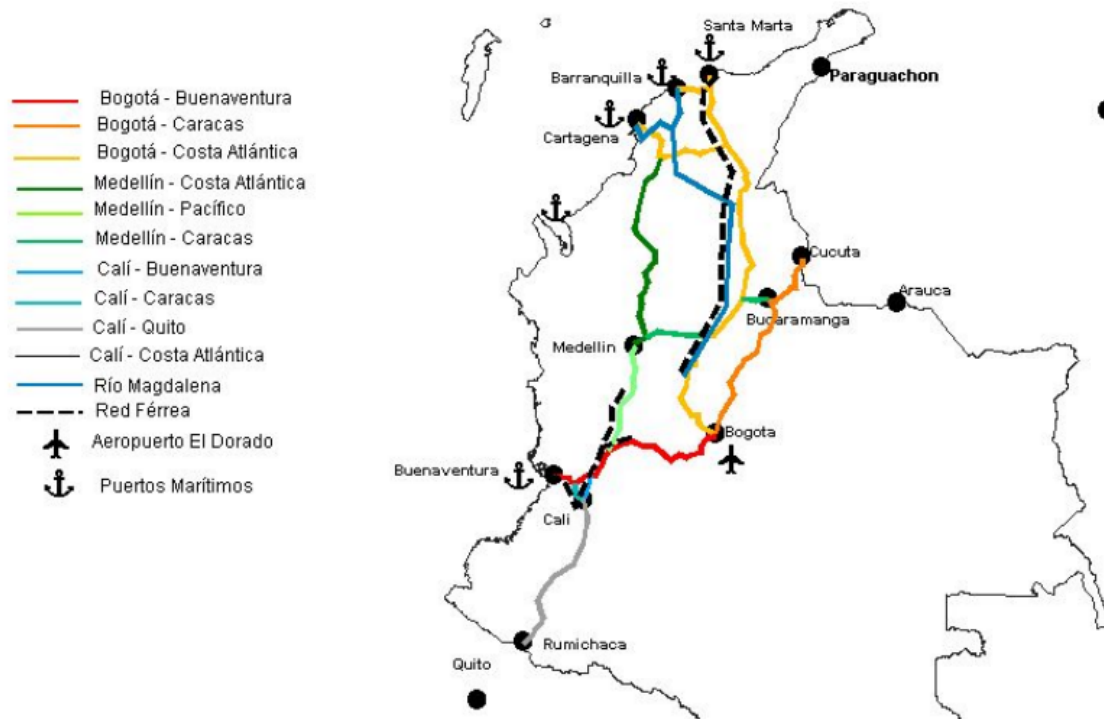 Bogotá - Buenaventura
Bogotá - Caracas
Bogotá - Costa Atlántica
Medellín - Costa Atlántica
Medellín - Pacífico
Medellín - Caracas
Calí - Buenaventura
Calí - Caracas
Calí - Quito
Calí - Costa Atlántica
Río Magdalena
Red Férrea
Aeropuerto El Dorado
Puertos Marítimos
Santa Marta
Barranquilla
Paraguachon
Cartagena
Cucuta
Arauca
Bucaramanga
Medellin
Bogota
Buenaventura
Cali
Rumichaca
Quito